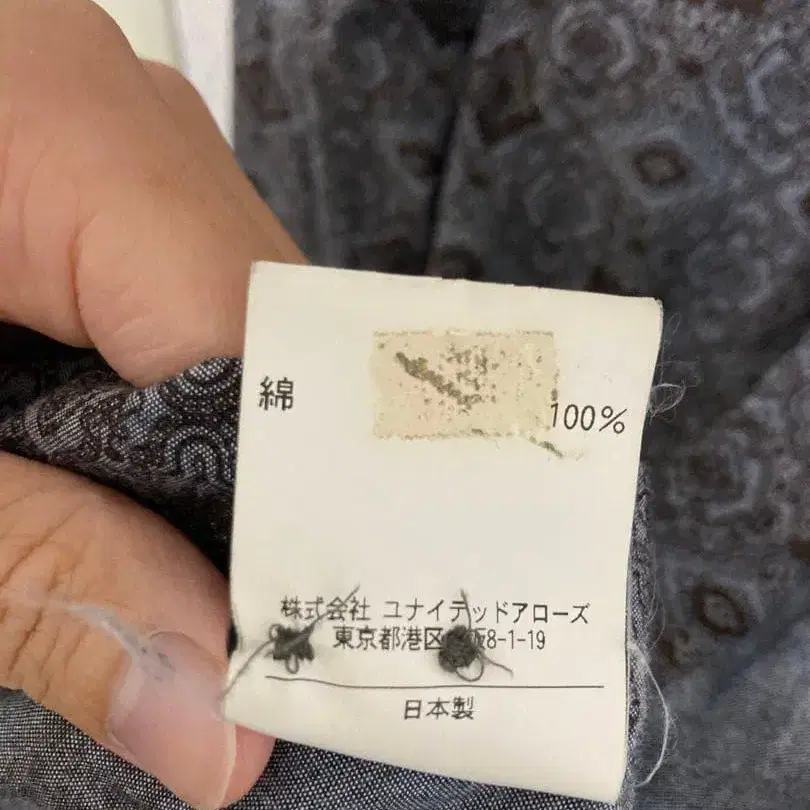 綿 100%
株式会社 ユナイテッドアローズ
東京都港区 8-1-19
日本製